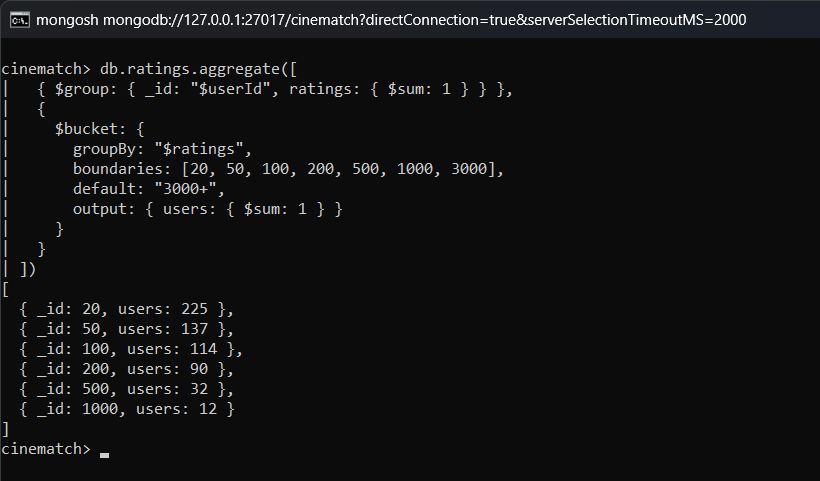 mongosh mongodb://127.0.0.1:27017/cinematch?directConnection=true&serverSelectionTimeoutMS=2000
cinematch> db.ratings.aggregate([
|   { $group: { _id: "$userId", ratings: { $sum: 1 } } },
|   {
|     $bucket: {
|       groupBy: "$ratings",
|       boundaries: [20, 50, 100, 200, 500, 1000, 3000],
|       default: "3000+",
|       output: { users: { $sum: 1 } }
|     }
|   }
| ])
[
  { _id: 20, users: 225 },
  { _id: 50, users: 137 },
  { _id: 100, users: 114 },
  { _id: 200, users: 90 },
  { _id: 500, users: 32 },
  { _id: 1000, users: 12 }
]
cinematch>